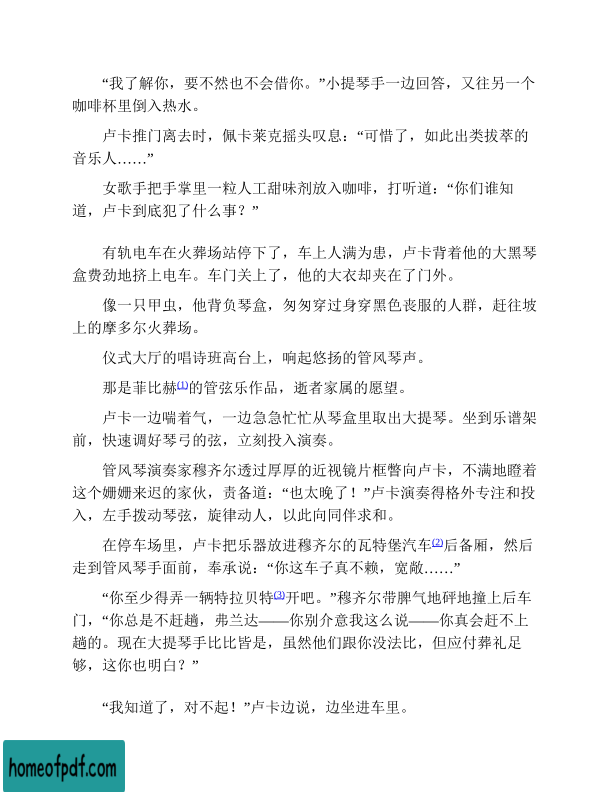 “我了解你，要不然也不会借你。”小提琴手一边回答，又往另一个
咖啡杯里倒入热水。
卢卡推门离去时，佩卡莱克摇头叹息：“可惜了，如此出类拔萃的
音乐人……”
女歌手把手掌里一粒人工甜味剂放入咖啡，打听道：“你们谁知
道，卢卡到底犯了什么事？”
有轨电车在火葬场站停下了，车上人满为患，卢卡背着他的大黑琴
盒费劲地挤上电车。车门关上了，他的大衣却夹在了门外。
像一只甲虫，他背负琴盒，匆匆穿过身穿黑色丧服的人群，赶往坡
上的摩多尔火葬场。
仪式大厅的唱诗班高台上，响起悠扬的管风琴声。
那是菲比赫(1)的管弦乐作品，逝者家属的愿望。
卢卡一边喘着气，一边急急忙忙从琴盒里取出大提琴。坐到乐谱架
前，快速调好琴弓的弦，立刻投入演奏。
管风琴演奏家穆齐尔透过厚厚的近视镜片框瞥向卢卡，不满地瞪着
这个姗姗来迟的家伙，责备道：“也太晚了！”卢卡演奏得格外专注和投
入，左手拨动琴弦，旋律动人，以此向同伴求和。
在停车场里，卢卡把乐器放进穆齐尔的瓦特堡汽车(2)后备厢，然后
走到管风琴手面前，奉承说：“你这车子真不赖，宽敞……”
“你至少得弄一辆特拉贝特(3)开吧。”穆齐尔带脾气地砰地撞上后车
门，“你总是不赶趟，弗兰达——你别介意我这么说——你真会赶不上
趟的。现在大提琴手比比皆是，虽然他们跟你没法比，但应付葬礼足
够，这你也明白？”
“我知道了，对不起！”卢卡边说，边坐进车里。
homeofpdf.com